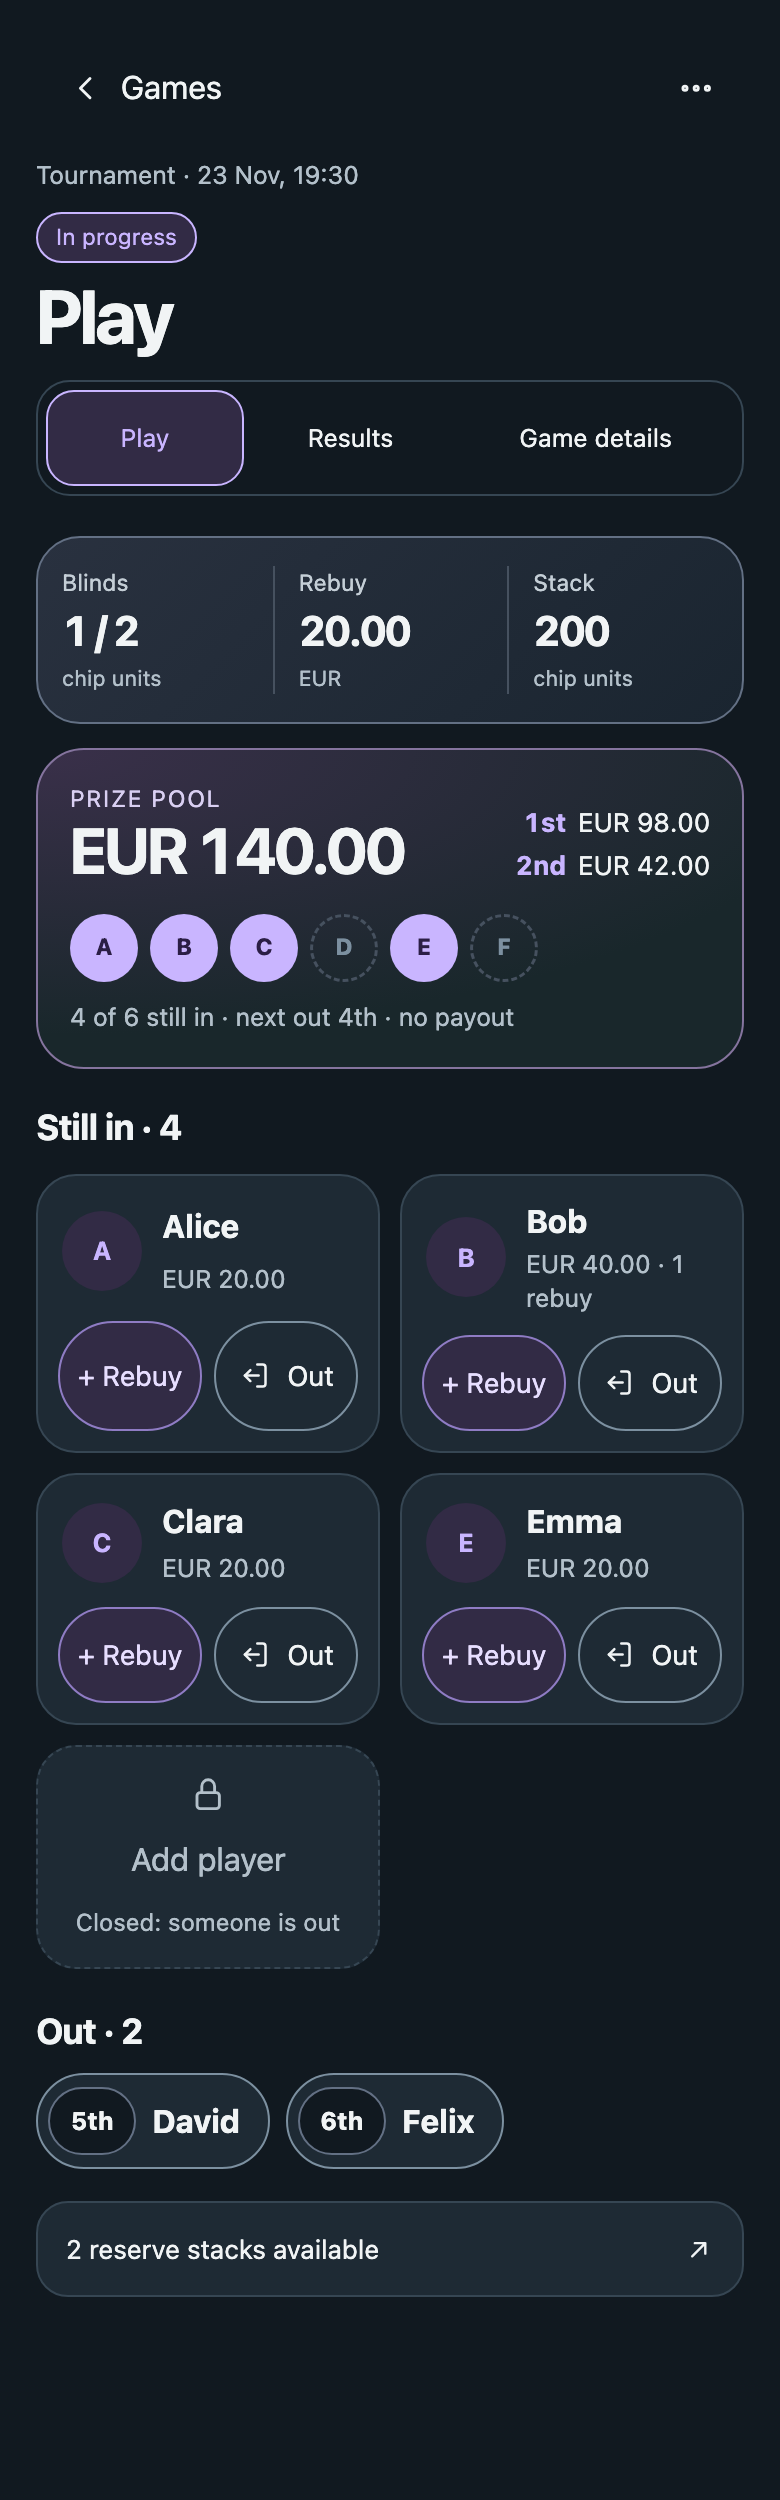 Games
Tournament · 23 Nov, 19:30
In progress
Play
Play
Results
Game details
Blinds
1 / 2
chip units
Rebuy
20.00
EUR
Stack
200
chip units
PRIZE POOL
EUR 140.00
1st EUR 98.00
2nd EUR 42.00
A B C D E F
4 of 6 still in · next out 4th · no payout
Still in · 4
A
Alice
EUR 20.00
+ Rebuy
Out
B
Bob
EUR 40.00 · 1
rebuy
+ Rebuy
Out
C
Clara
EUR 20.00
+ Rebuy
Out
E
Emma
EUR 20.00
+ Rebuy
Out
Add player
Closed: someone is out
Out · 2
5th David
6th Felix
2 reserve stacks available